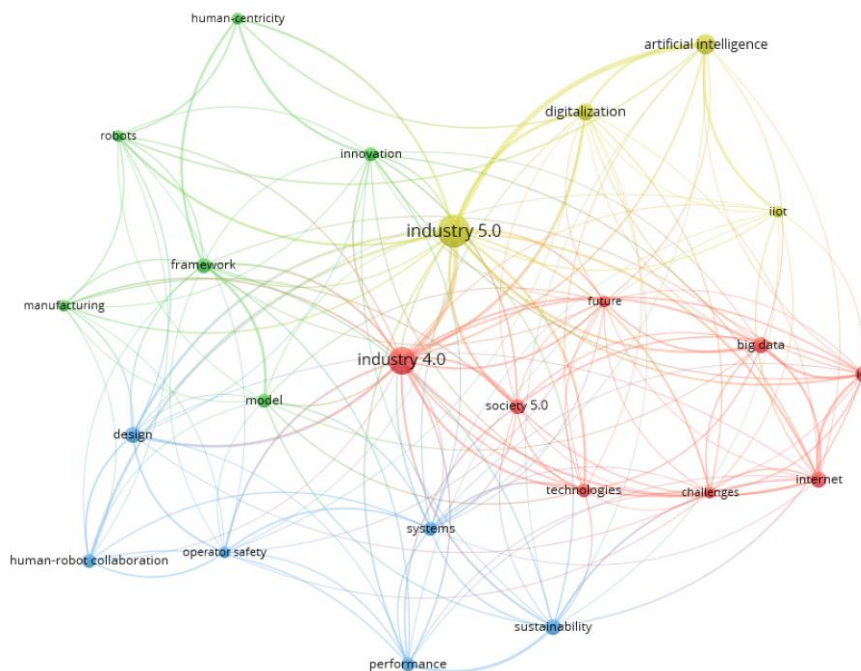 human-centricity
artificial intelligence
digitalization
robots
innovation
iiot
industry 5.0
framework
manufacturing
future
big data
industry 4.0
model
society 5.0
design
internet
technologies
challenges
systems
operator safety
human-robot collaboration
sustainability
performance